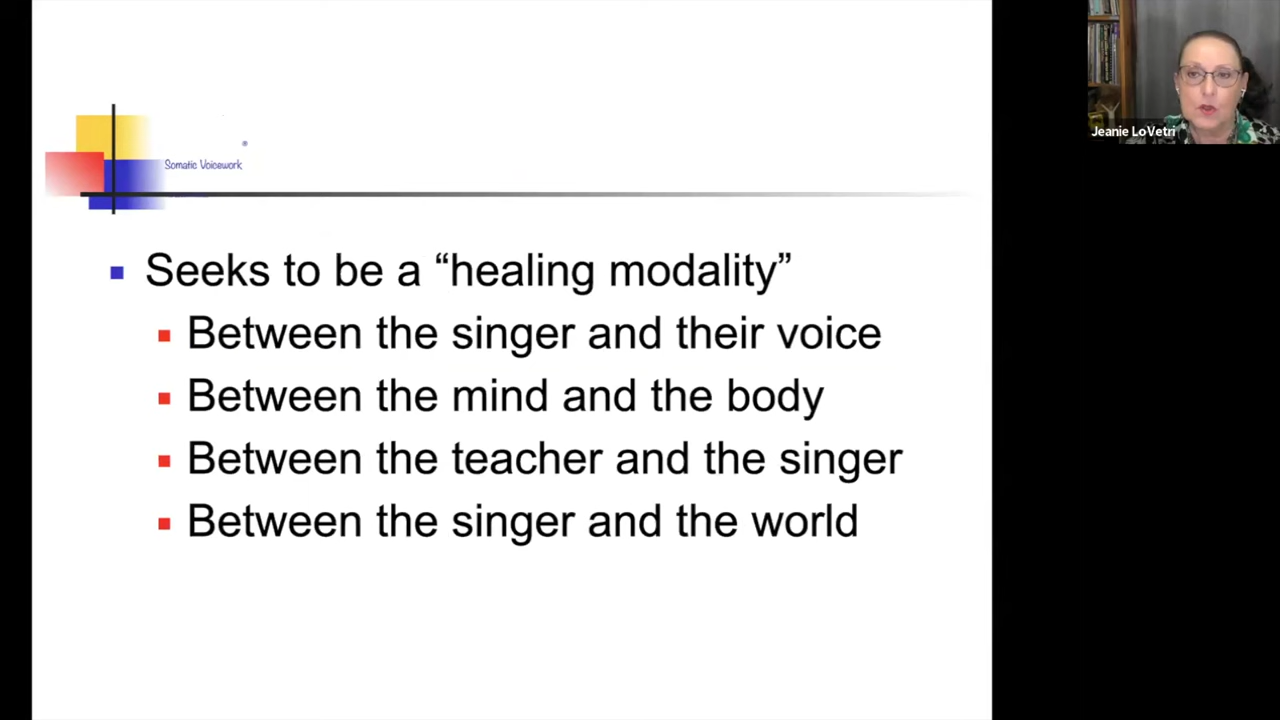 Somatic Voicework®
Seeks to be a “healing modality”
Between the singer and their voice
Between the mind and the body
Between the teacher and the singer
Between the singer and the world
Jeanie LoVetri